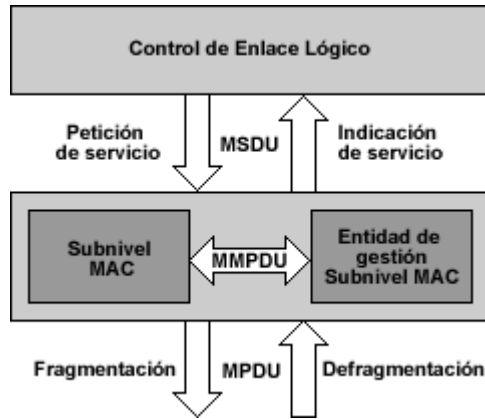 Control de Enlace Lógico
Petición
de servicio
MSDU
Indicación
de servicio
Subnivel
MAC
MMPDU
Entidad de
gestión
Subnivel MAC
Fragmentación
MPDU
Defragmentación